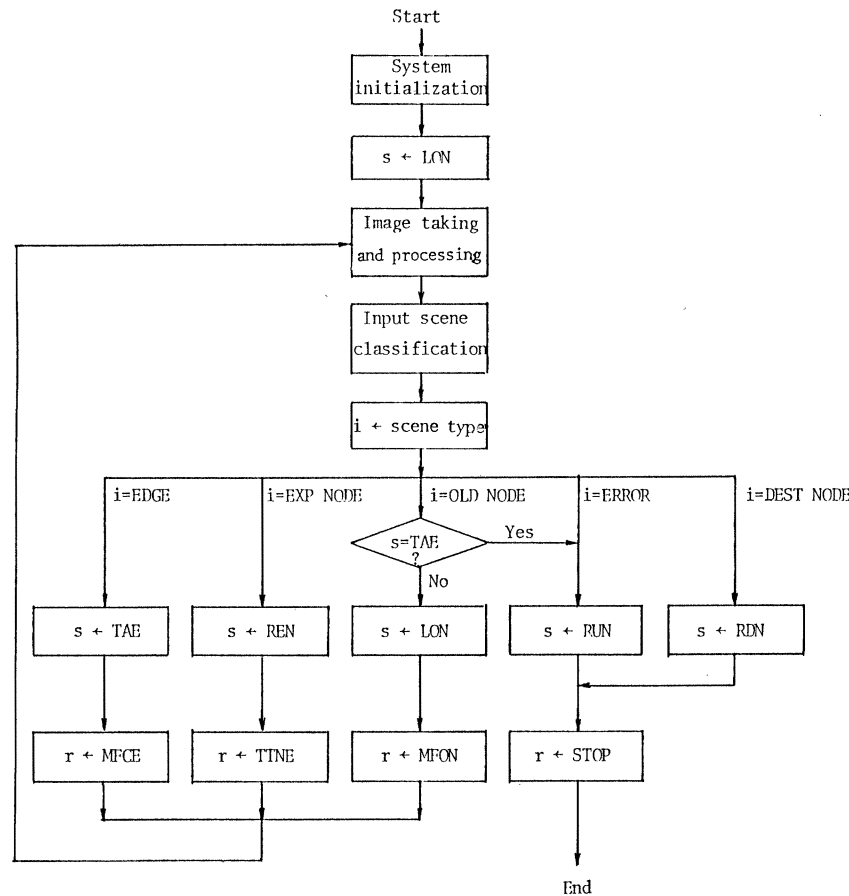 Start
System
initialization
s ← LON
Image taking
and processing
Input scene
classification
i ← scene type
i=EDGE
i=EXP NODE
i=OLD NODE
i=ERROR
i=DEST NODE
s=TAE
?
Yes
No
s ← TAE
s ← REN
s ← LON
s ← RUN
s ← RDN
r ← MFCE
r ← TTNE
r ← MFON
r ← STOP
End